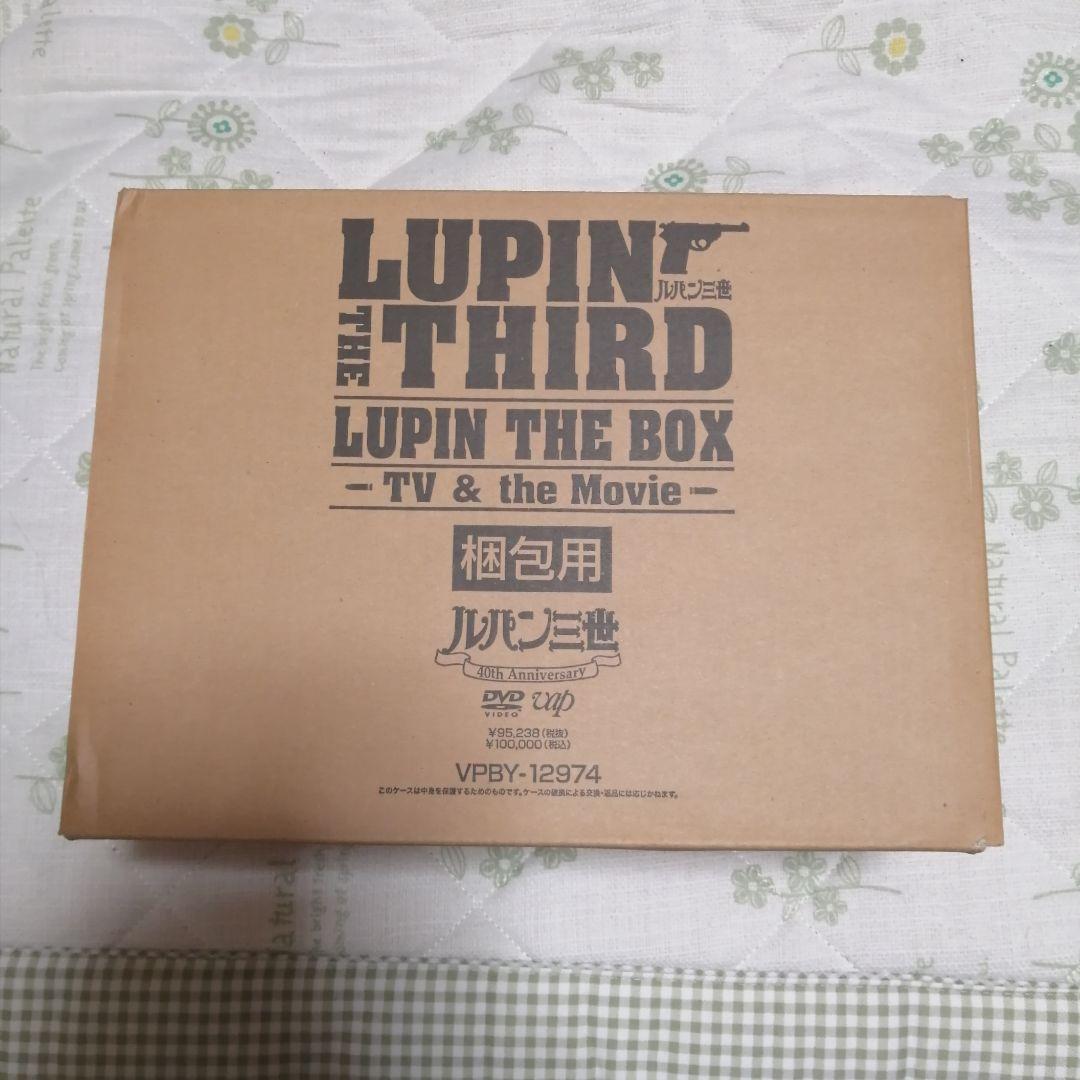 LUPIN
ルパン三世
THE THIRD
LUPIN THE BOX
- TV & the Movie -
梱包用
ルパン三世
40th Anniversary
DVD VIDEO vap
¥95,238(税抜)
¥100,000(税込)
VPBY-12974
このケースは中身を保護するためのものです。ケースの破損による交換・返品には応じかねます。
Natural Palette
Natural Palette